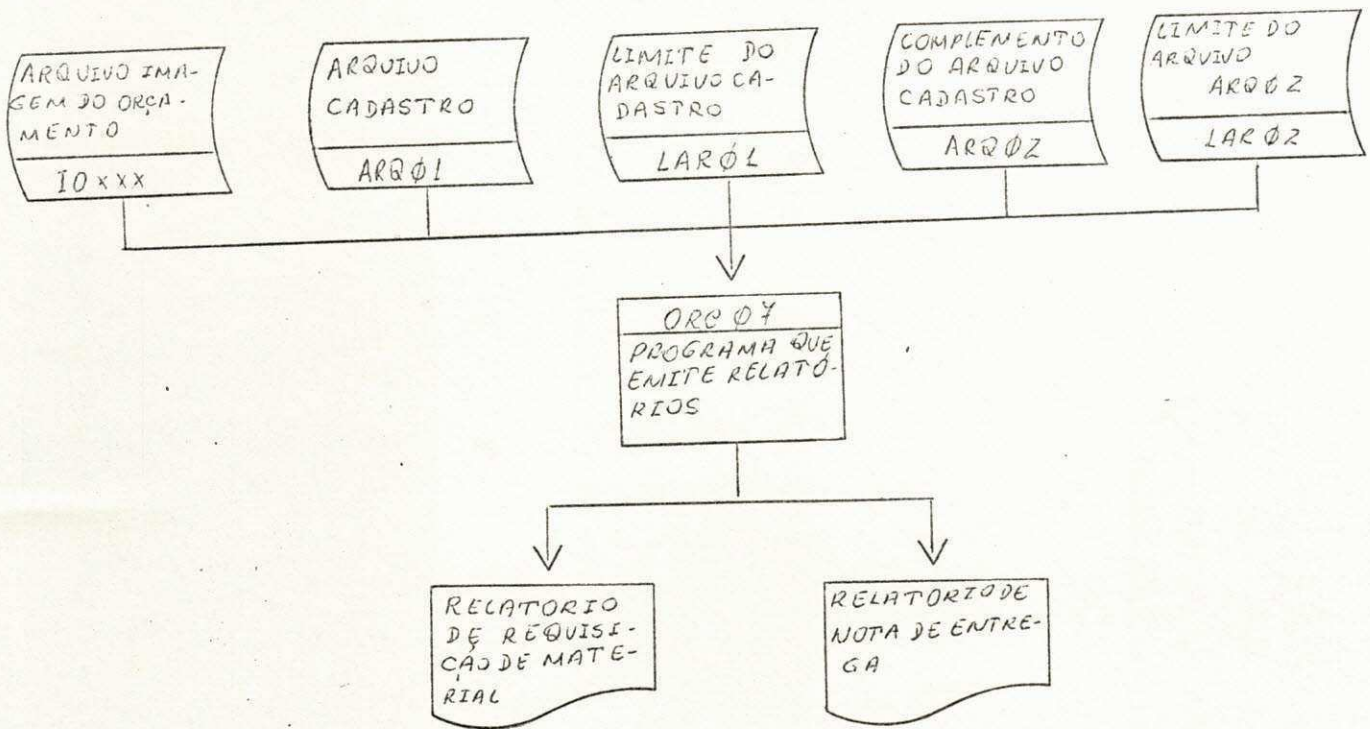 ARQUIVO IMA-
GEM DO ORÇA-
MENTO
IOxxx
ARQUIVO
CADASTRO
ARQØ1
LIMITE DO
ARQUIVO CA-
DASTRO
LARØ1
COMPLEMENTO
DO ARQUIVO
CADASTRO
ARQØ2
LIMITE DO
ARQUIVO
ARQØ2
LARØ2
ORCØ7
PROGRAMA QUE
EMITE RELATÓ-
RIOS
RELATORIO
DE REQUISI-
ÇÃO DE MATE-
RIAL
RELATORIO DE
NOTA DE ENTRE-
GA